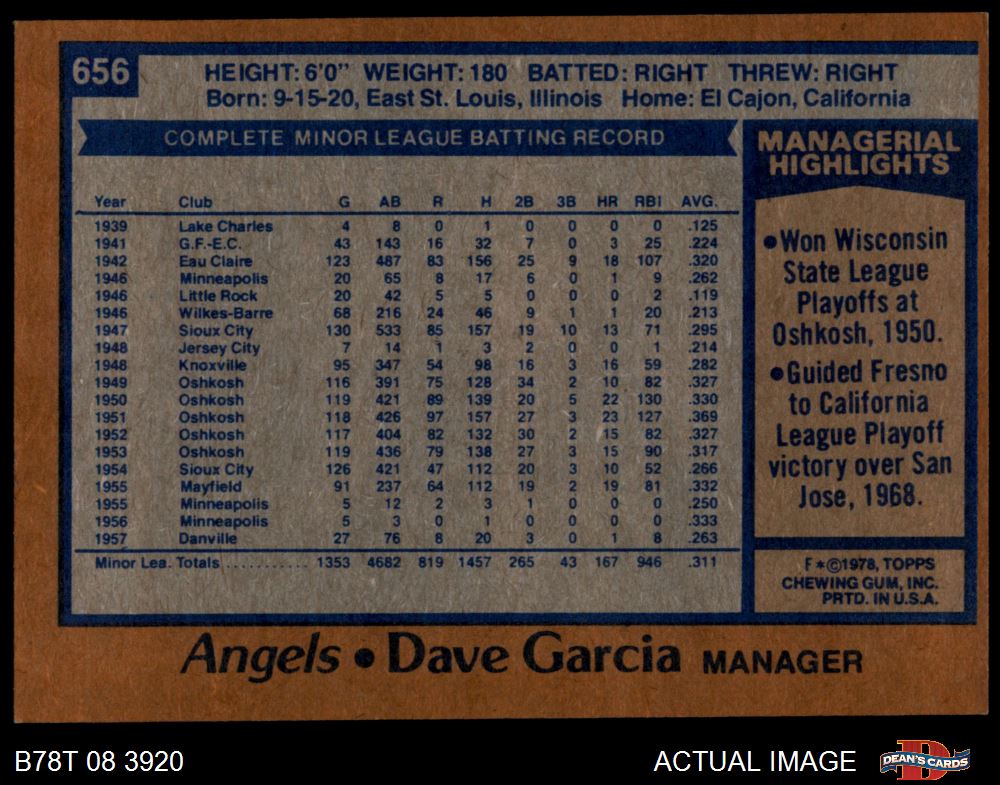 656
HEIGHT: 6'0" WEIGHT: 180 BATTED: RIGHT THREW: RIGHT
Born: 9-15-20, East St. Louis, Illinois Home: El Cajon, California
COMPLETE MINOR LEAGUE BATTING RECORD
Year Club G AB R H 2B 3B HR RBI AVG.
1939 Lake Charles 4 8 0 1 0 0 0 0 .125
1941 G.F.-E.C. 43 143 16 32 7 0 3 25 .224
1942 Eau Claire 123 487 83 156 25 9 18 107 .320
1946 Minneapolis 20 65 8 17 6 0 1 9 .262
1946 Little Rock 20 42 5 5 0 0 0 2 .119
1946 Wilkes-Barre 68 216 24 46 9 1 1 20 .213
1947 Sioux City 130 533 85 157 19 10 13 71 .295
1948 Jersey City 7 14 1 3 2 0 0 1 .214
1948 Knoxville 95 347 54 98 16 3 16 59 .282
1949 Oshkosh 116 391 75 128 34 2 10 82 .327
1950 Oshkosh 119 421 89 139 20 5 22 130 .330
1951 Oshkosh 118 426 97 157 27 3 23 127 .369
1952 Oshkosh 117 404 82 132 30 2 15 82 .327
1953 Oshkosh 119 436 79 138 27 3 15 90 .317
1954 Sioux City 126 421 47 112 20 3 10 52 .266
1955 Mayfield 91 237 64 112 19 2 19 81 .332
1955 Minneapolis 5 12 2 3 1 0 0 0 .250
1956 Minneapolis 5 3 0 1 0 0 0 0 .333
1957 Danville 27 76 8 20 3 0 1 8 .263
Minor Lea. Totals ........... 1353 4682 819 1457 265 43 167 946 .311
MANAGERIAL
HIGHLIGHTS
•Won Wisconsin
State League
Playoffs at
Oshkosh, 1950.
•Guided Fresno
to California
League Playoff
victory over San
Jose, 1968.
F*©1978, TOPPS
CHEWING GUM, INC.
PRTD. IN U.S.A.
Angels • Dave Garcia MANAGER
B78T 08 3920
ACTUAL IMAGE
D
DEAN'S CARDS